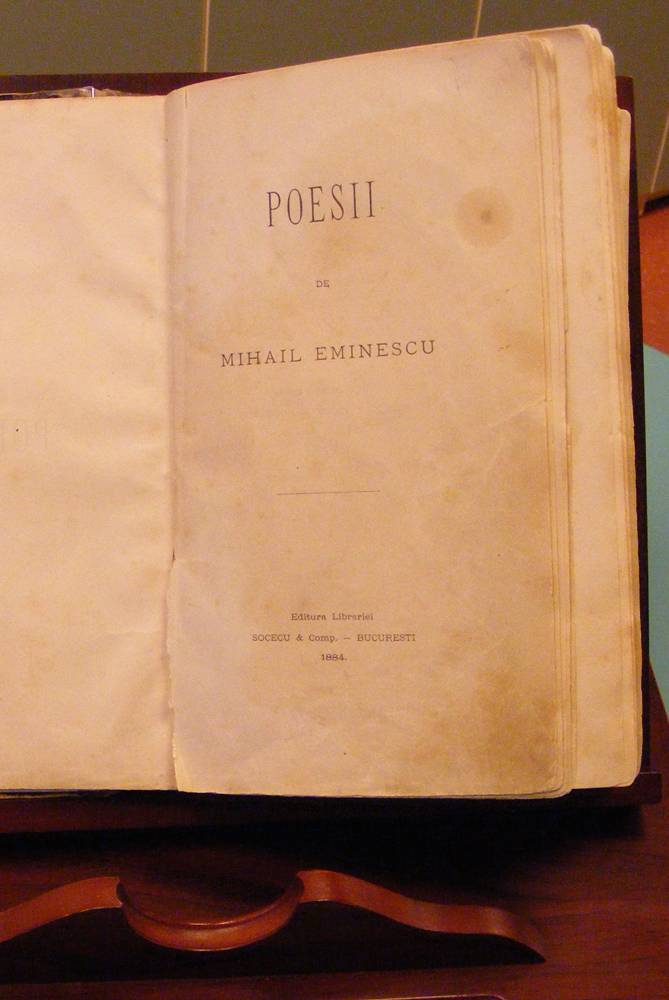 POESII
DE
MIHAIL EMINESCU
Editura Librariei
SOCECU & Comp. — BUCURESTI
1884.